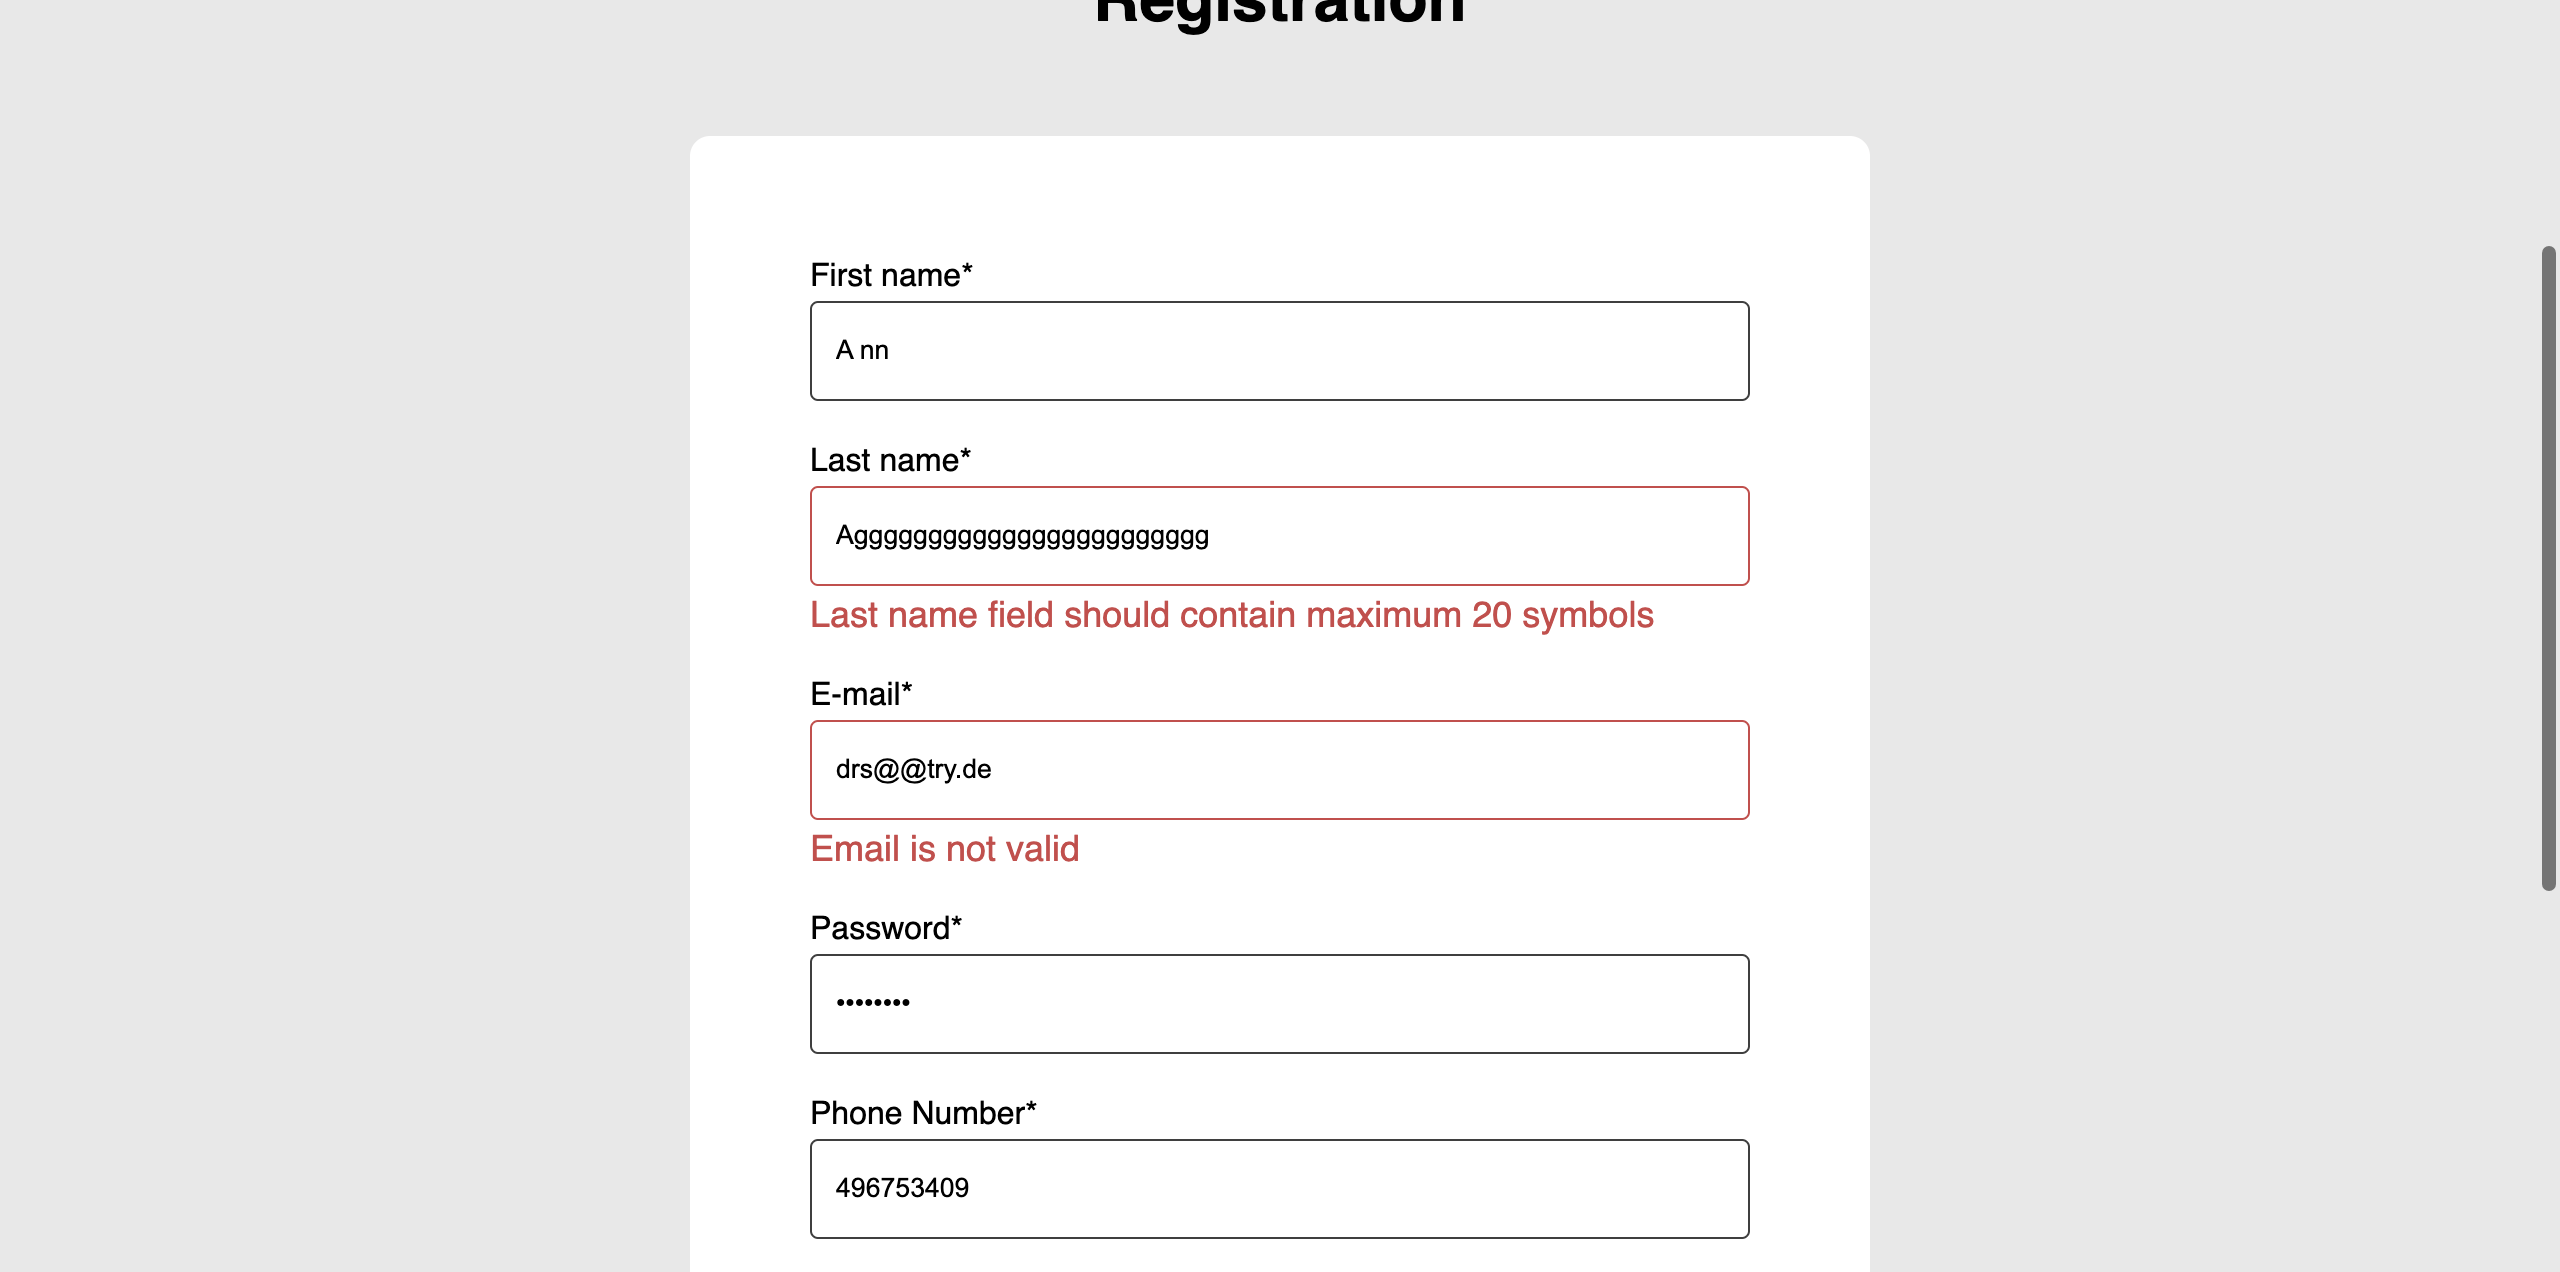 Registration
First name*
A nn
Last name*
Agggggggggggggggggggggggg
Last name field should contain maximum 20 symbols
E-mail*
drs@@try.de
Email is not valid
Password*
••••••••
Phone Number*
496753409